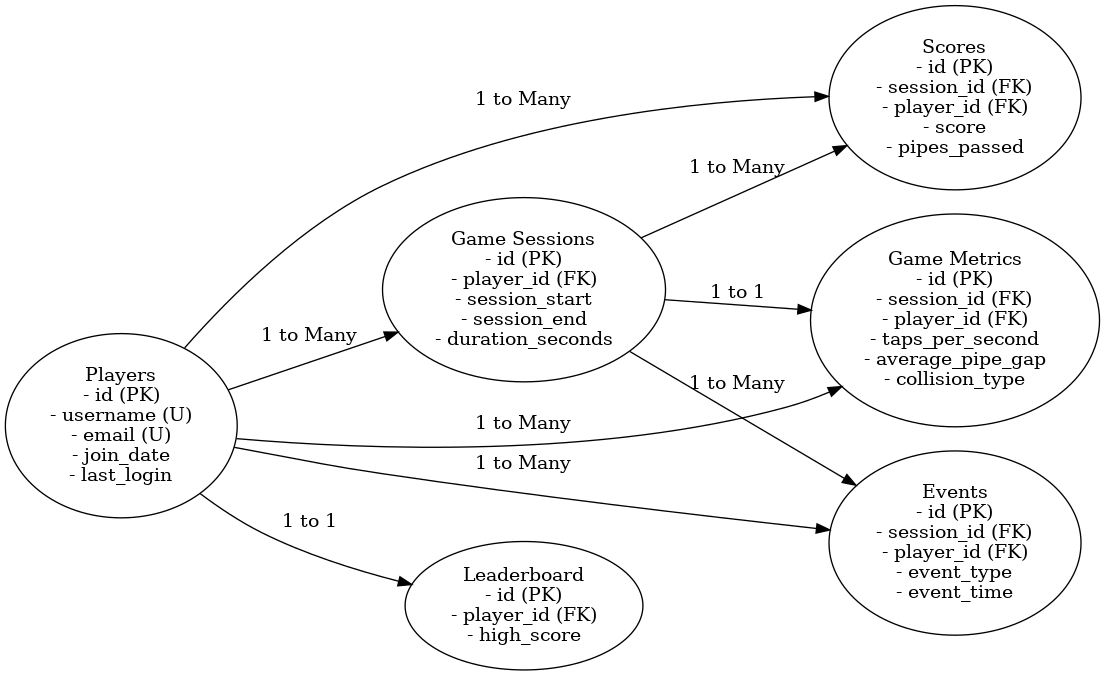 Scores
- id (PK)
- session_id (FK)
- player_id (FK)
- score
- pipes_passed
1 to Many
1 to Many
Game Sessions
- id (PK)
- player_id (FK)
- session_start
- session_end
- duration_seconds
Game Metrics
- id (PK)
- session_id (FK)
- player_id (FK)
- taps_per_second
- average_pipe_gap
- collision_type
1 to 1
1 to Many
1 to Many
Players
- id (PK)
- username (U)
- email (U)
- join_date
- last_login
1 to Many
1 to Many
Events
- id (PK)
- session_id (FK)
- player_id (FK)
- event_type
- event_time
1 to 1
Leaderboard
- id (PK)
- player_id (FK)
- high_score